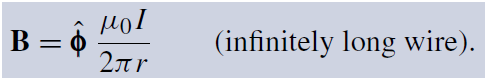 B = φ̂ μ₀I / 2πr (infinitely long wire).